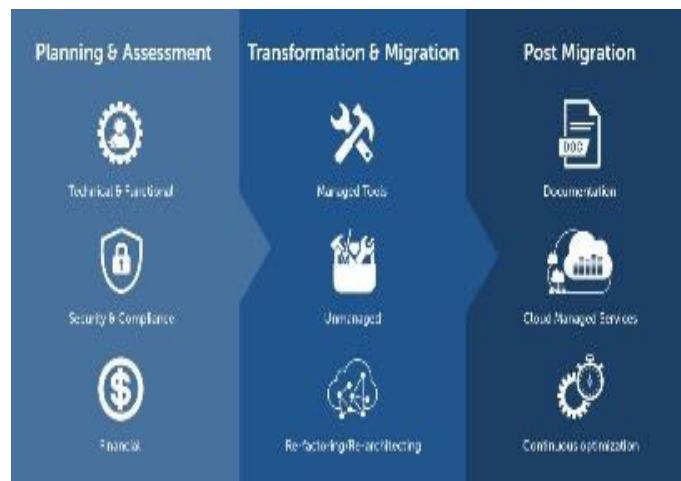 Planning & Assessment
Technical & Functional
Security & Compliance
Financial
Transformation & Migration
Managed Tools
Unmanaged
Re-factoring/Re-architecting
Post Migration
DOC
Documentation
Cloud Managed Services
Continuous optimization